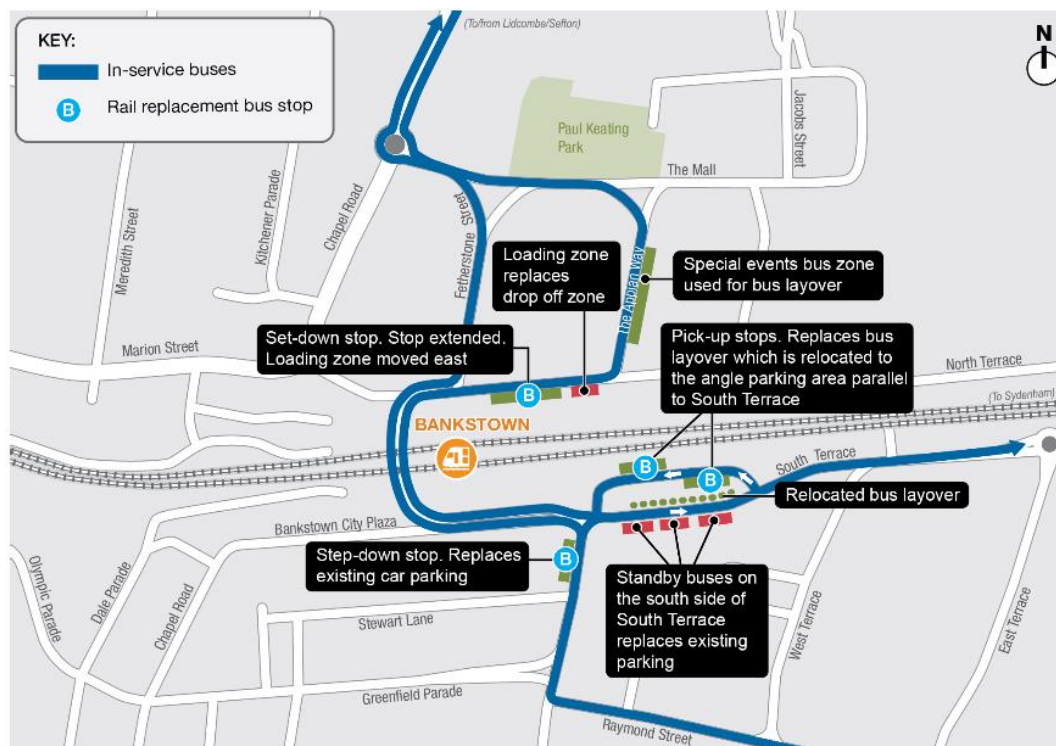 KEY:
In-service buses
B
Rail replacement bus stop
(To/from Lidcombe/Sefton)
N
Paul Keating
Park
Jacobs Street
The Mall
Meredith Street
Kitchener Parade
Chapel Road
Fetherstone Street
Loading zone
replaces
drop off zone
The Appian Way
Special events bus zone
used for bus layover
Set-down stop. Stop extended.
Loading zone moved east
Pick-up stops. Replaces bus
layover which is relocated to
the angle parking area parallel
to South Terrace
Marion Street
North Terrace
B
(To Sydenham)
BANKSTOWN
B
B
South Terrace
Relocated bus layover
Bankstown City Plaza
Step-down stop. Replaces
existing car parking
B
Standby buses on
the south side of
South Terrace
replaces existing
parking
Olympic Parade
Dale Parade
Chapel Road
Stewart Lane
West Terrace
East Terrace
Greenfield Parade
Raymond Street